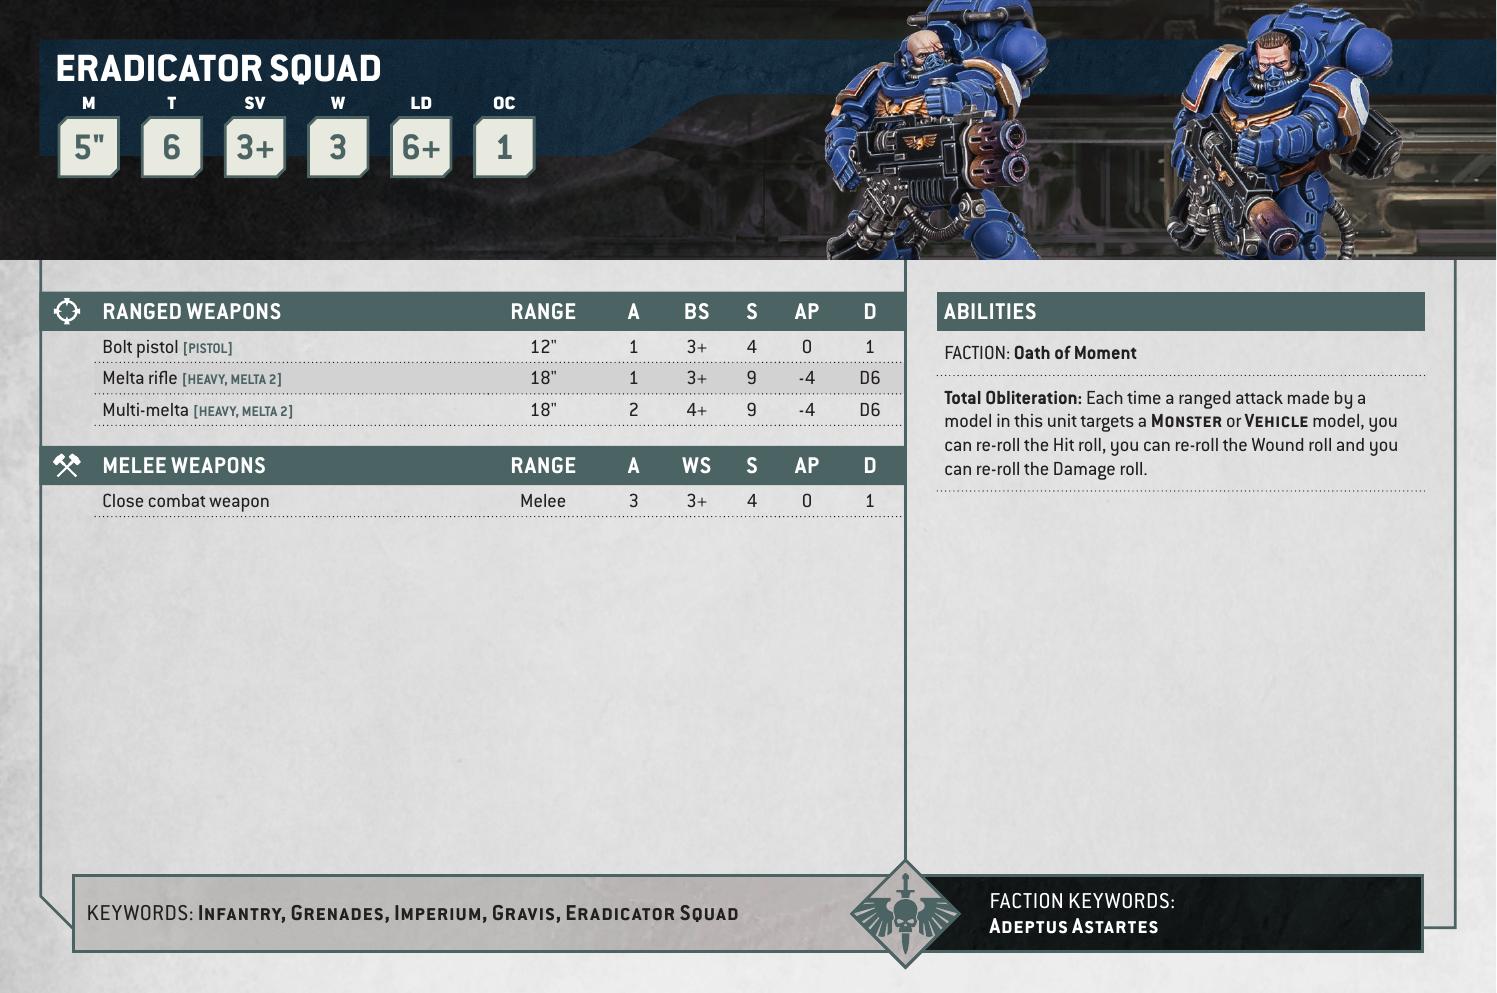 ERADICATOR SQUAD
M T SV W LD OC
5" 6 3+ 3 6+ 1
RANGED WEAPONS RANGE A BS S AP D
Bolt pistol [PISTOL] 12" 1 3+ 4 0 1
Melta rifle [HEAVY, MELTA 2] 18" 1 3+ 9 -4 D6
Multi-melta [HEAVY, MELTA 2] 18" 2 4+ 9 -4 D6
MELEE WEAPONS RANGE A WS S AP D
Close combat weapon Melee 3 3+ 4 0 1
ABILITIES
FACTION: Oath of Moment
Total Obliteration: Each time a ranged attack made by a
model in this unit targets a MONSTER or VEHICLE model, you
can re-roll the Hit roll, you can re-roll the Wound roll and you
can re-roll the Damage roll.
KEYWORDS: INFANTRY, GRENADES, IMPERIUM, GRAVIS, ERADICATOR SQUAD
FACTION KEYWORDS:
ADEPTUS ASTARTES